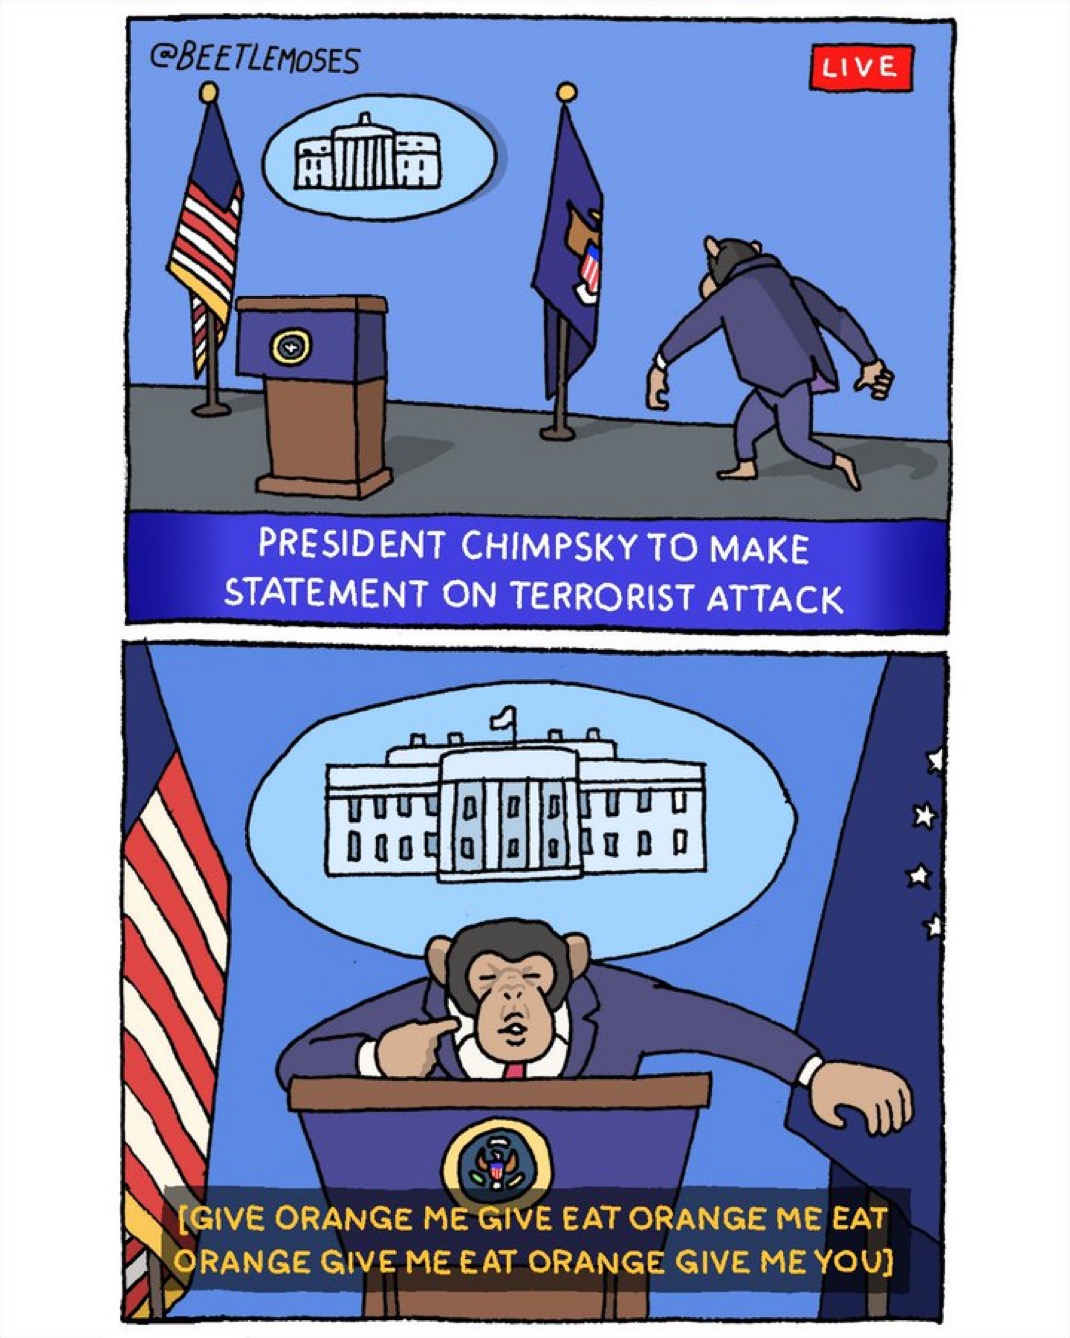 @BEETLEMOSES
LIVE
PRESIDENT CHIMPSKY TO MAKE
STATEMENT ON TERRORIST ATTACK
[GIVE ORANGE ME GIVE EAT ORANGE ME EAT
ORANGE GIVE ME EAT ORANGE GIVE ME YOU]